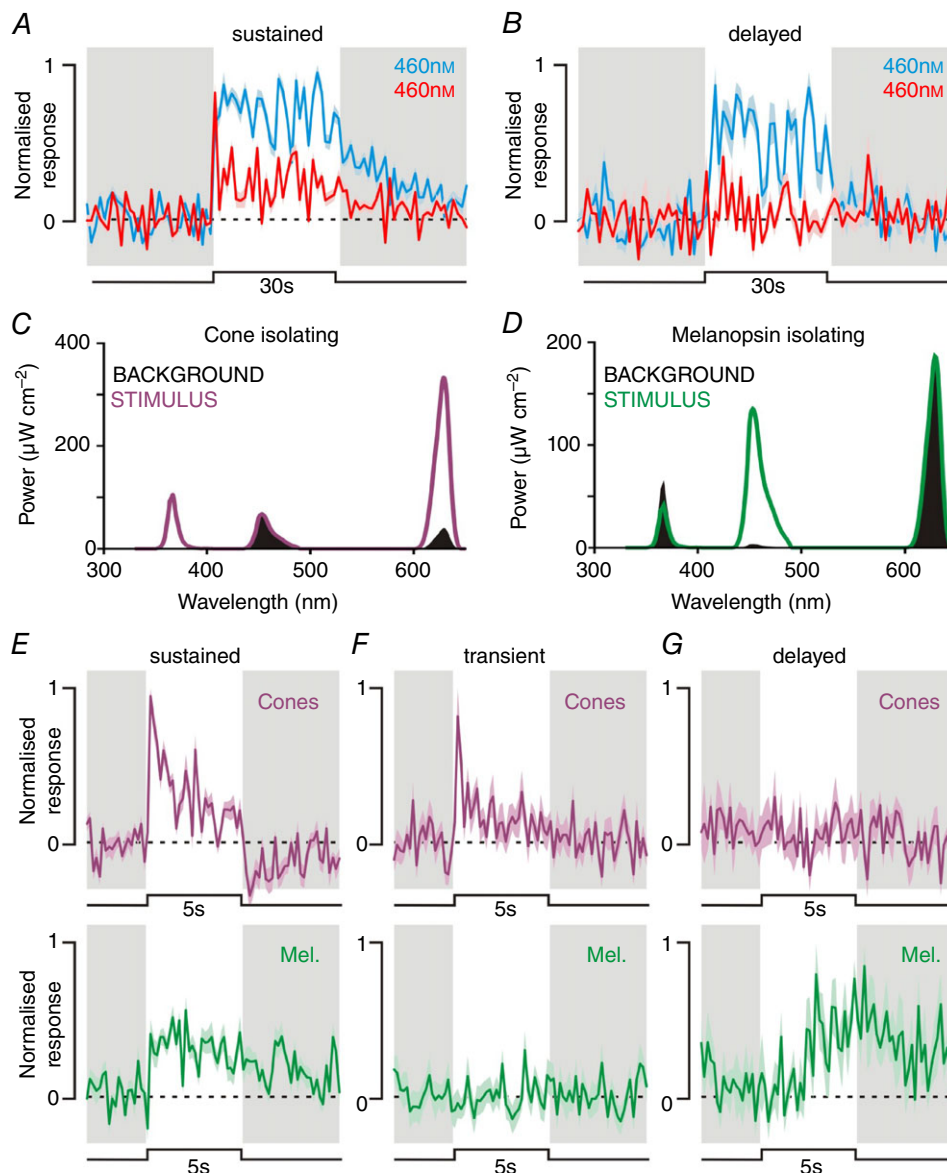 A
sustained
1
460nM
460nM
Normalised
response
0
30s
B
delayed
1
460nM
460nM
Normalised
response
0
30s
C
Cone isolating
400
BACKGROUND
STIMULUS
200
Power (µW cm−2)
0
300
400
500
600
Wavelength (nm)
D
Melanopsin isolating
200
BACKGROUND
STIMULUS
100
Power (µW cm−2)
0
300
400
500
600
Wavelength (nm)
E
sustained
1
Cones
Normalised
response
0
5s
1
Mel.
Normalised
response
0
5s
F
transient
1
Cones
0
5s
1
Mel.
0
5s
G
delayed
1
Cones
0
5s
1
Mel.
0
5s